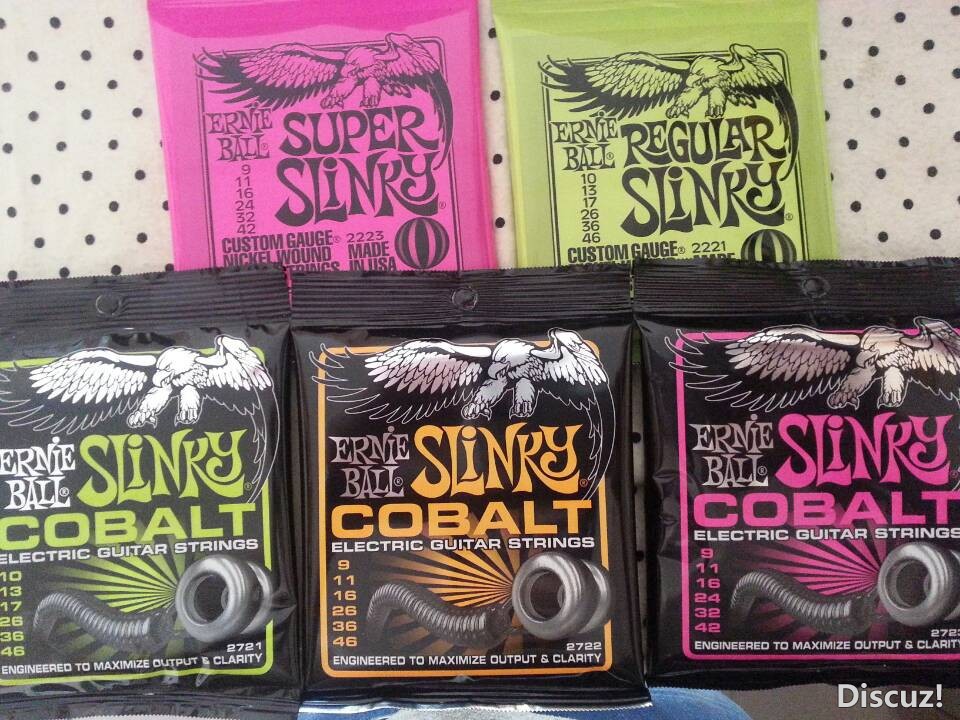 ERNIE BALL®
SUPER SLINKY®
9
11
16
24
32
42
CUSTOM GAUGE® 2223
NICKEL WOUND MADE
STRINGS IN USA
ERNIE BALL®
REGULAR SLINKY®
10
13
17
26
36
46
CUSTOM GAUGE® 2221
MADE
ERNIE BALL®
SLINKY
COBALT
ELECTRIC GUITAR STRINGS
10
13
17
26
36
46
2721
ENGINEERED TO MAXIMIZE OUTPUT & CLARITY
ERNIE BALL®
SLINKY®
COBALT
ELECTRIC GUITAR STRINGS
9
11
16
26
36
46
2722
ENGINEERED TO MAXIMIZE OUTPUT & CLARITY
ERNIE BALL®
SLINKY
COBALT
ELECTRIC GUITAR STRINGS
9
11
16
24
32
42
2723
ENGINEERED TO MAXIMIZE OUTPUT & CLARITY
Discuz!